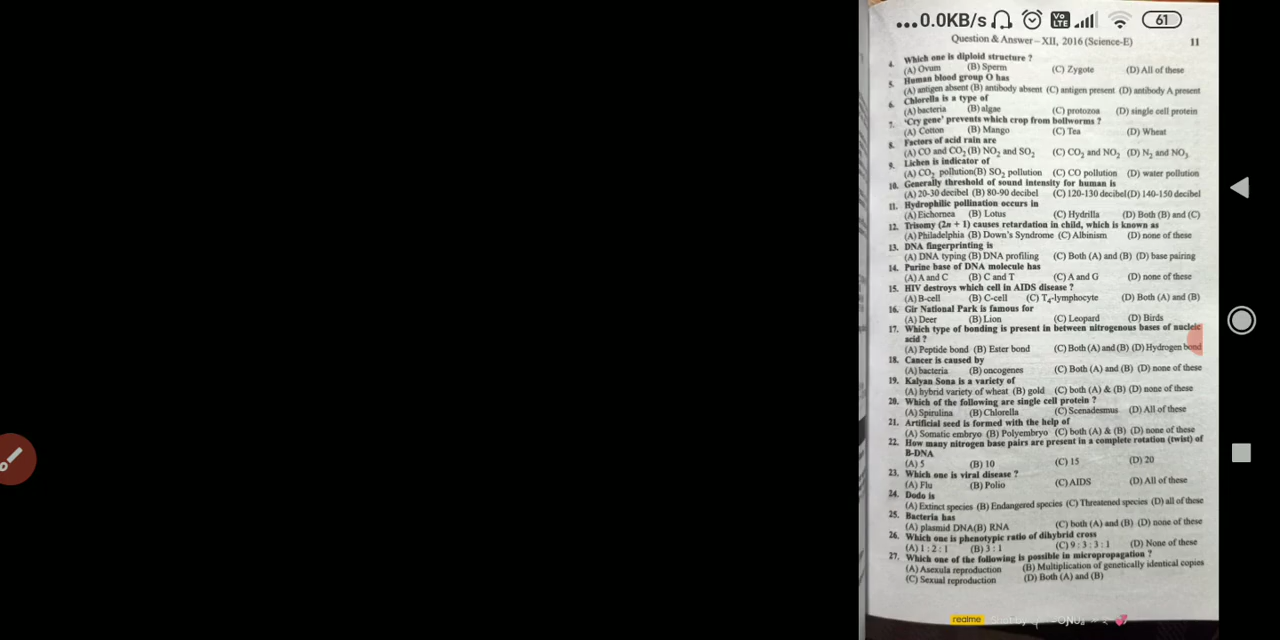 ...0.0KB/s Vo LTE 61
Question & Answer – XII, 2016 (Science-E) 11
4. Which one is diploid structure ?
(A) Ovum (B) Sperm (C) Zygote (D) All of these
5. Human blood group O has
(A) antigen absent (B) antibody absent (C) antigen present (D) antibody A present
6. Chlorella is a type of
(A) bacteria (B) algae (C) protozoa (D) single cell protein
7. 'Cry gene' prevents which crop from bollworms ?
(A) Cotton (B) Mango (C) Tea (D) Wheat
8. Factors of acid rain are
(A) CO and CO₂ (B) NO₂ and SO₂ (C) CO₂ and NO₂ (D) N₂ and NO₃
9. Lichen is indicator of
(A) CO₂ pollution(B) SO₂ pollution (C) CO pollution (D) water pollution
10. Generally threshold of sound intensity for human is
(A) 20-30 decibel (B) 80-90 decibel (C) 120-130 decibel(D) 140-150 decibel
11. Hydrophilic pollination occurs in
(A) Eichornea (B) Lotus (C) Hydrilla (D) Both (B) and (C)
12. Trisomy (2n + 1) causes retardation in child, which is known as
(A) Philadelphia (B) Down's Syndrome (C) Albinism (D) none of these
13. DNA fingerprinting is
(A) DNA typing (B) DNA profiling (C) Both (A) and (B) (D) base pairing
14. Purine base of DNA molecule has
(A) A and C (B) C and T (C) A and G (D) none of these
15. HIV destroys which cell in AIDS disease ?
(A) B-cell (B) C-cell (C) T₄-lymphocyte (D) Both (A) and (B)
16. Gir National Park is famous for
(A) Deer (B) Lion (C) Leopard (D) Birds
17. Which type of bonding is present in between nitrogenous bases of nucleic
acid ?
(A) Peptide bond (B) Ester bond (C) Both (A) and (B) (D) Hydrogen bond
18. Cancer is caused by
(A) bacteria (B) oncogenes (C) Both (A) and (B) (D) none of these
19. Kalyan Sona is a variety of
(A) hybrid variety of wheat (B) gold (C) both (A) & (B) (D) none of these
20. Which of the following are single cell protein ?
(A) Spirulina (B) Chlorella (C) Scenadesmus (D) All of these
21. Artificial seed is formed with the help of
(A) Somatic embryo (B) Polyembryo (C) both (A) & (B) (D) none of these
22. How many nitrogen base pairs are present in a complete rotation (twist) of
B-DNA
(A) 5 (B) 10 (C) 15 (D) 20
23. Which one is viral disease ?
(A) Flu (B) Polio (C) AIDS (D) All of these
24. Dodo is
(A) Extinct species (B) Endangered species (C) Threatened species (D) all of these
25. Bacteria has
(A) plasmid DNA(B) RNA (C) both (A) and (B) (D) none of these
26. Which one is phenotypic ratio of dihybrid cross
(A) 1 : 2 : 1 (B) 3 : 1 (C) 9 : 3 : 3 : 1 (D) None of these
27. Which one of the following is possible in micropropagation ?
(A) Asexula reproduction (B) Multiplication of genetically identical copies
(C) Sexual reproduction (D) Both (A) and (B)
realme Shot by